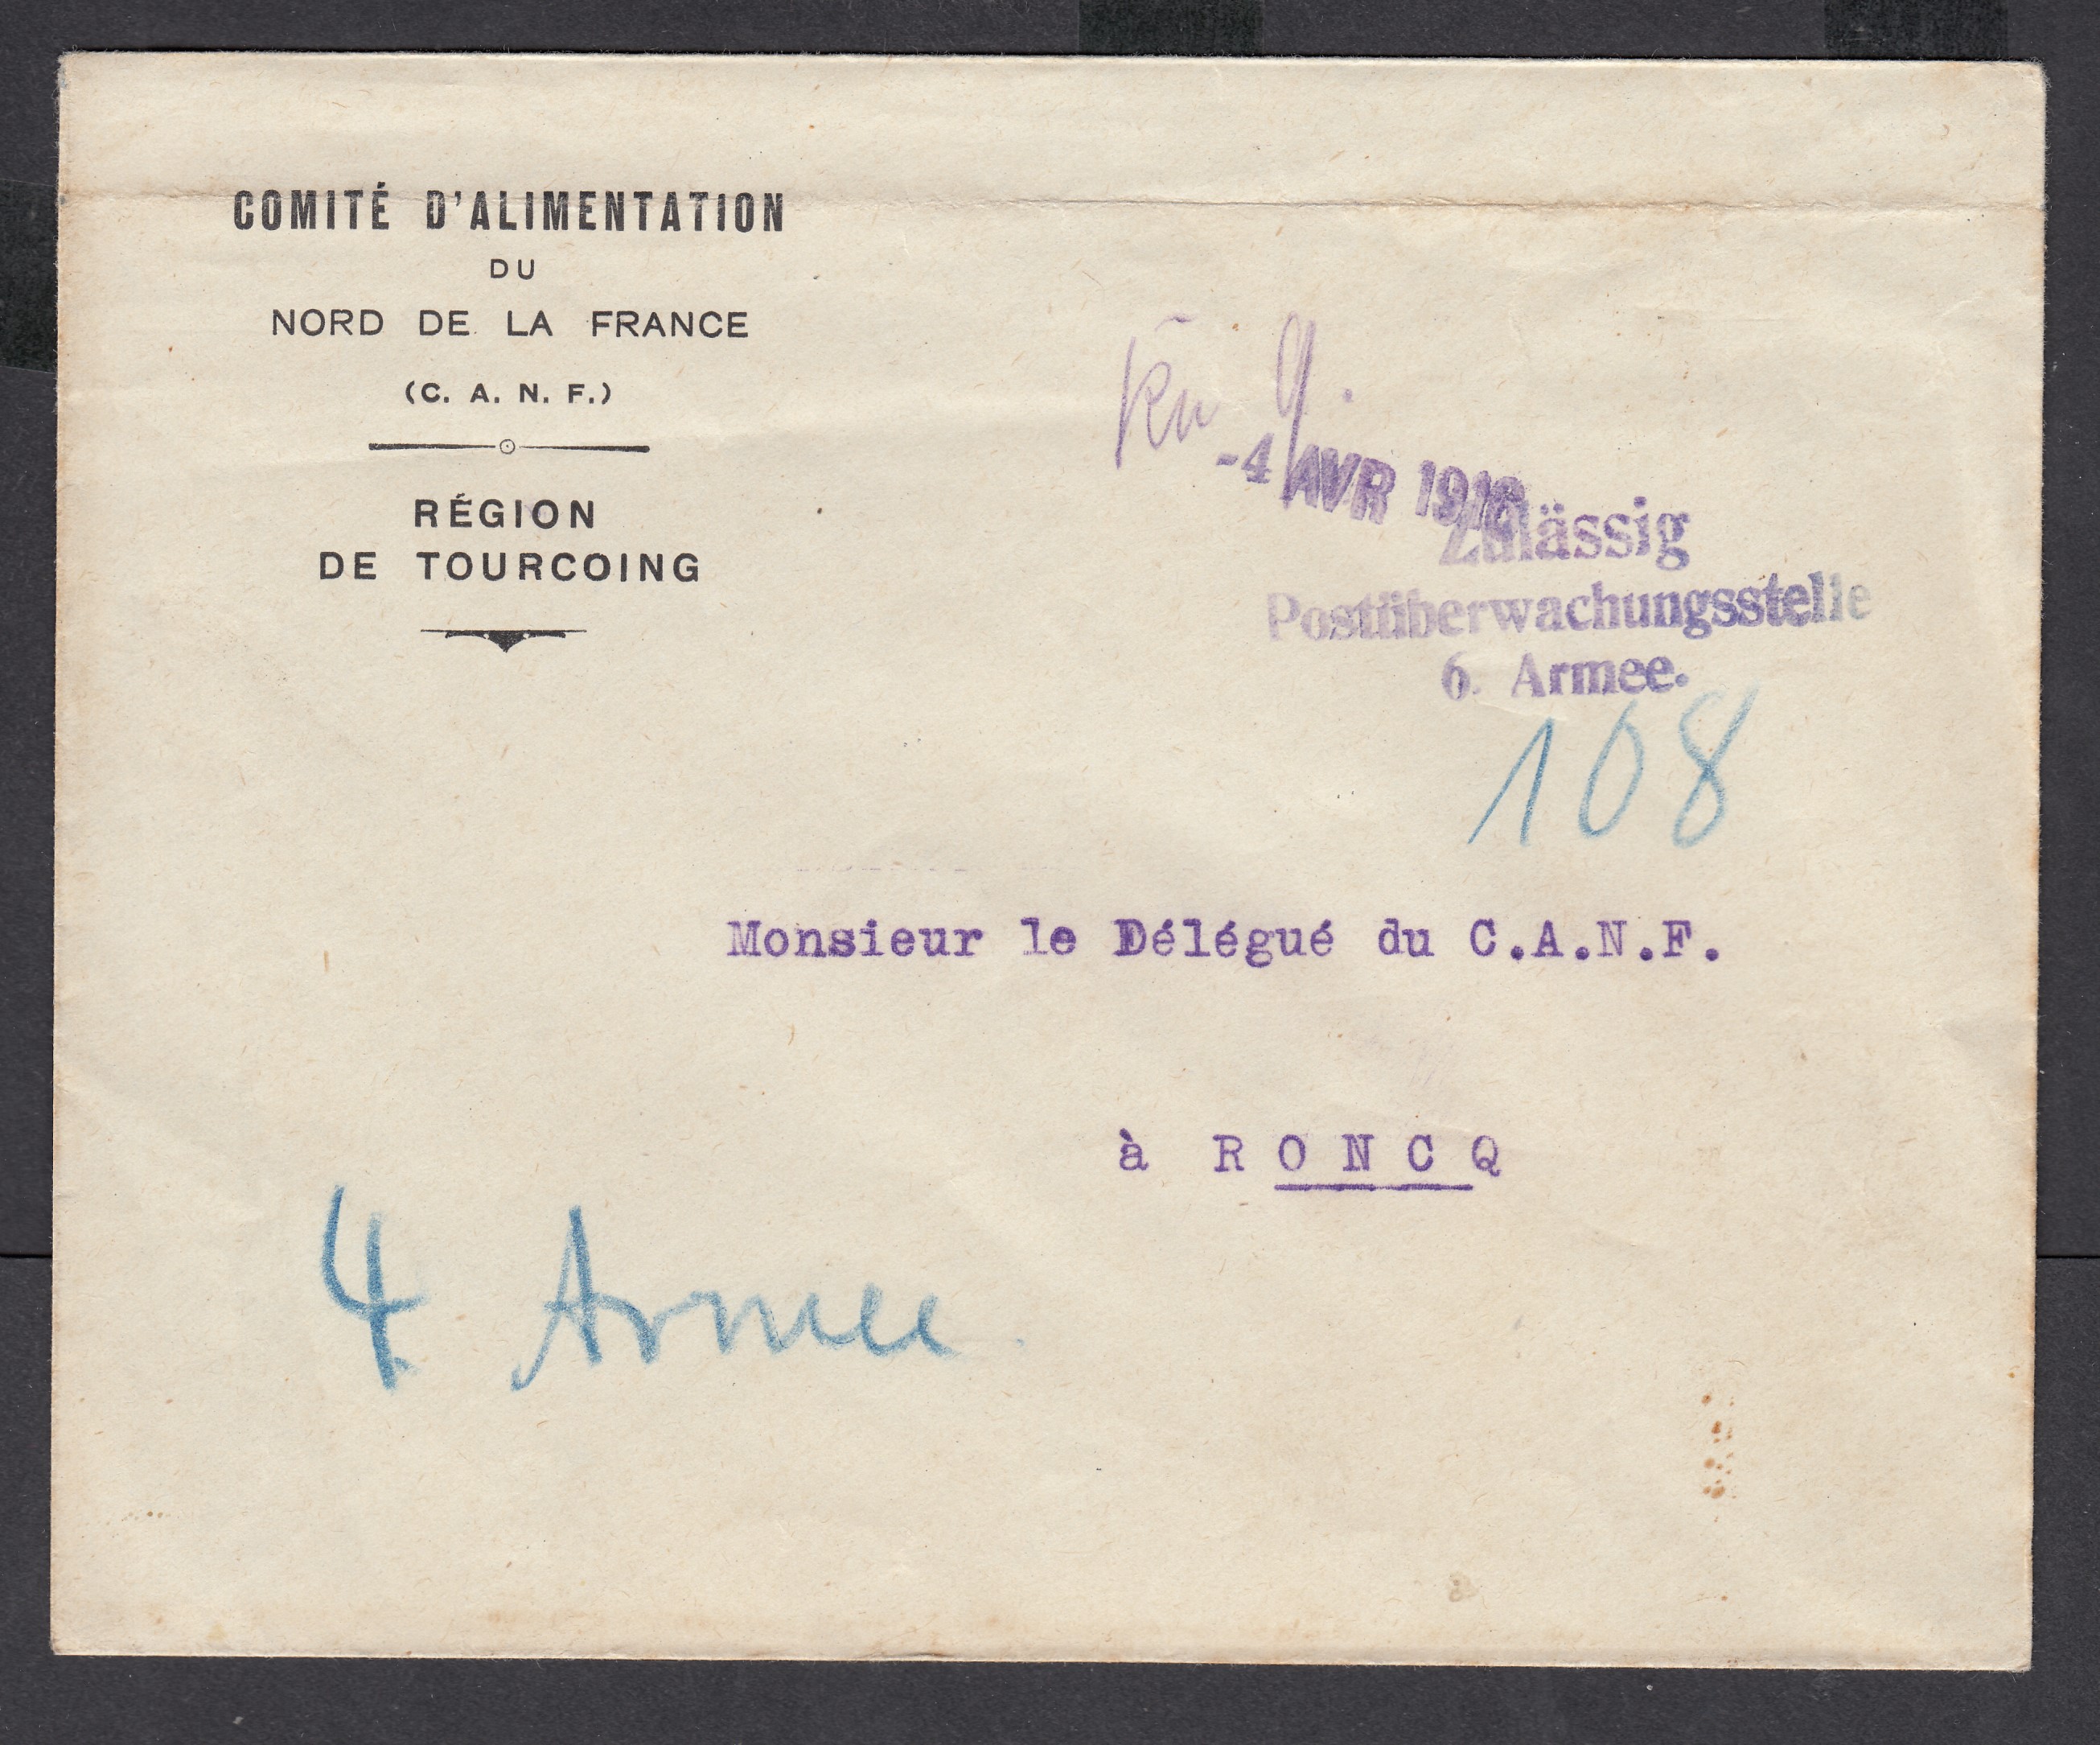 COMITÉ D'ALIMENTATION
DU
NORD DE LA FRANCE
(C. A. N. F.)
RÉGION
DE TOURCOING
-4 AVR
Zulässig
Postüberwachungsstelle
6. Armee.
108
Monsieur le Délégué du C.A.N.F.
à RONCQ
4 Armee